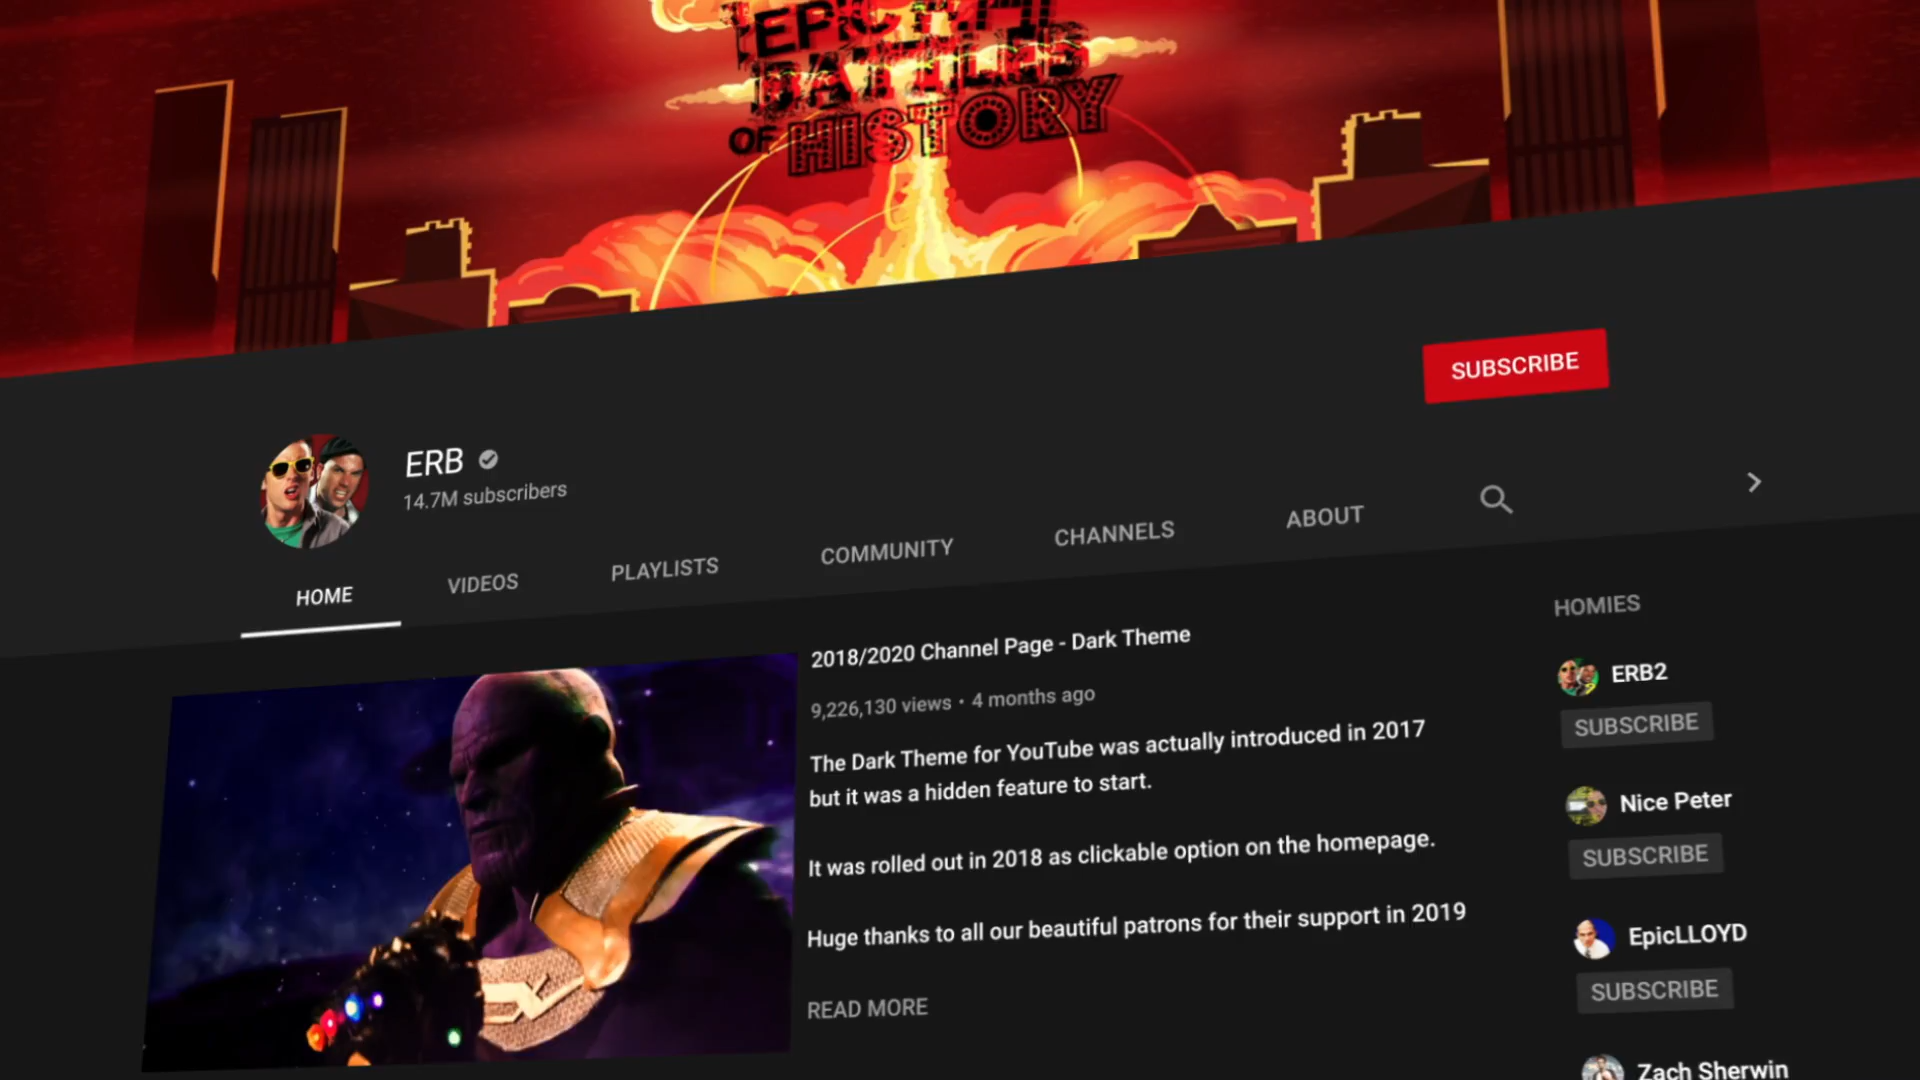 EPIC RAP
BATTLES
OF HISTORY
SUBSCRIBE
ERB
14.7M subscribers
HOME
VIDEOS
PLAYLISTS
COMMUNITY
CHANNELS
ABOUT
2018/2020 Channel Page - Dark Theme
9,226,130 views • 4 months ago
The Dark Theme for YouTube was actually introduced in 2017
but it was a hidden feature to start.
It was rolled out in 2018 as clickable option on the homepage.
Huge thanks to all our beautiful patrons for their support in 2019
READ MORE
HOMIES
ERB2
SUBSCRIBE
Nice Peter
SUBSCRIBE
EpicLLOYD
SUBSCRIBE
Zach Sherwin